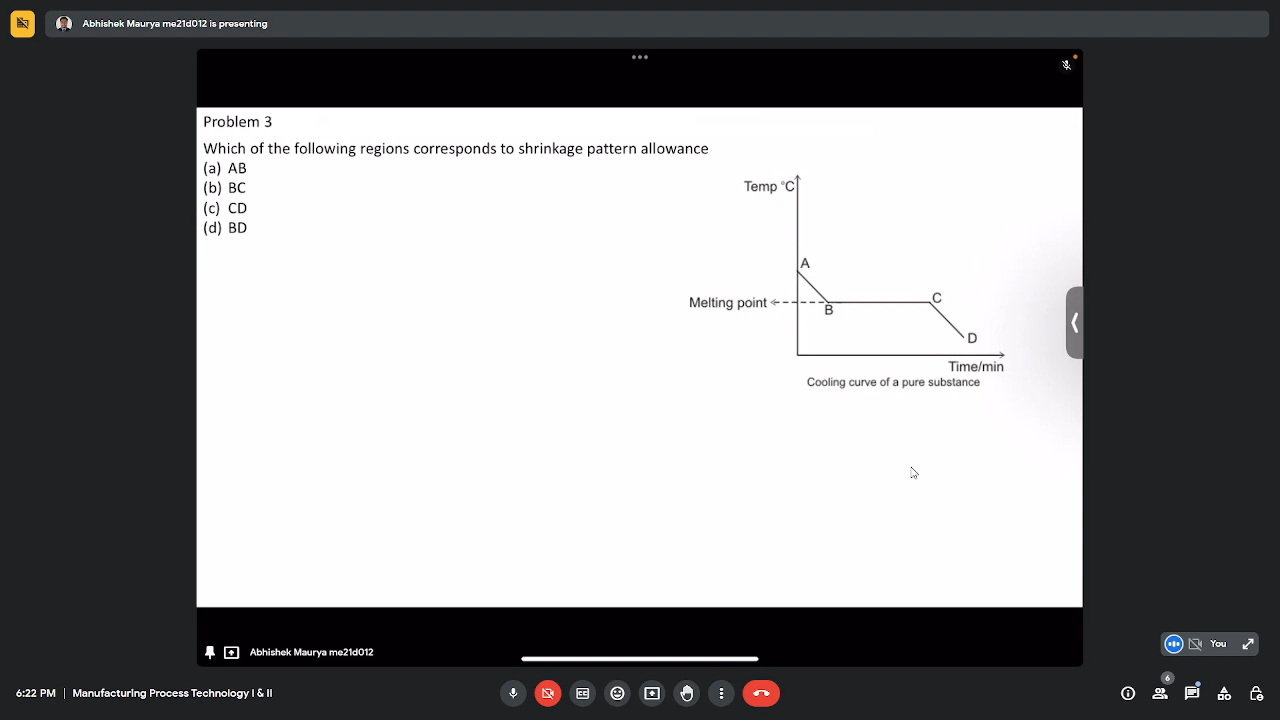 Abhishek Maurya me21d012 is presenting
Problem 3
Which of the following regions corresponds to shrinkage pattern allowance
(a) AB
(b) BC
(c) CD
(d) BD
Temp °C
A
Melting point
B
C
D
Time/min
Cooling curve of a pure substance
Abhishek Maurya me21d012
You
6:22 PM | Manufacturing Process Technology I & II
6